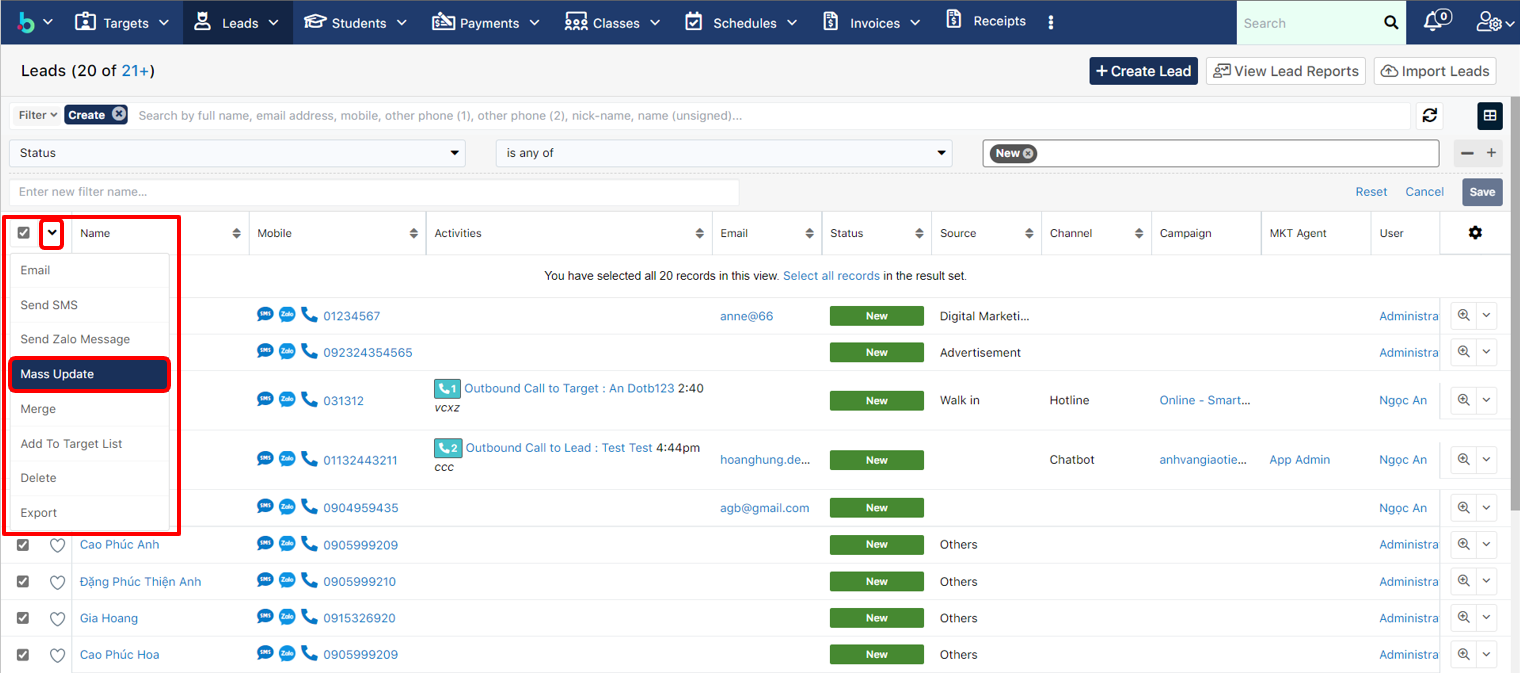 Targets Leads Students Payments Classes Schedules Invoices Receipts Search 0
Leads (20 of 21+) + Create Lead View Lead Reports Import Leads
Filter Create Search by full name, email address, mobile, other phone (1), other phone (2), nick-name, name (unsigned)...
Status is any of New
Enter new filter name... Reset Cancel Save
Name Mobile Activities Email Status Source Channel Campaign MKT Agent User
Email
Send SMS
Send Zalo Message
Mass Update
Merge
Add To Target List
Delete
Export
You have selected all 20 records in this view. Select all records in the result set.
SMS Zalo 01234567 anne@66 New Digital Marketi... Administra
SMS Zalo 092324354565 New Advertisement Administra
SMS Zalo 031312 1 Outbound Call to Target : An Dotb123 2:40 New Walk in Hotline Online - Smart... Ngọc An
vcxz
SMS Zalo 01132443211 2 Outbound Call to Lead : Test Test 4:44pm hoanghung.de... New Chatbot anhvangiaotie... App Admin Ngọc An
ccc
SMS Zalo 0904959435 agb@gmail.com New Ngọc An
Cao Phúc Anh SMS Zalo 0905999209 New Others Administra
Đặng Phúc Thiện Anh SMS Zalo 0905999210 New Others Administra
Gia Hoang SMS Zalo 0915326920 New Others Administra
Cao Phúc Hoa SMS Zalo 0905999209 New Others Administra